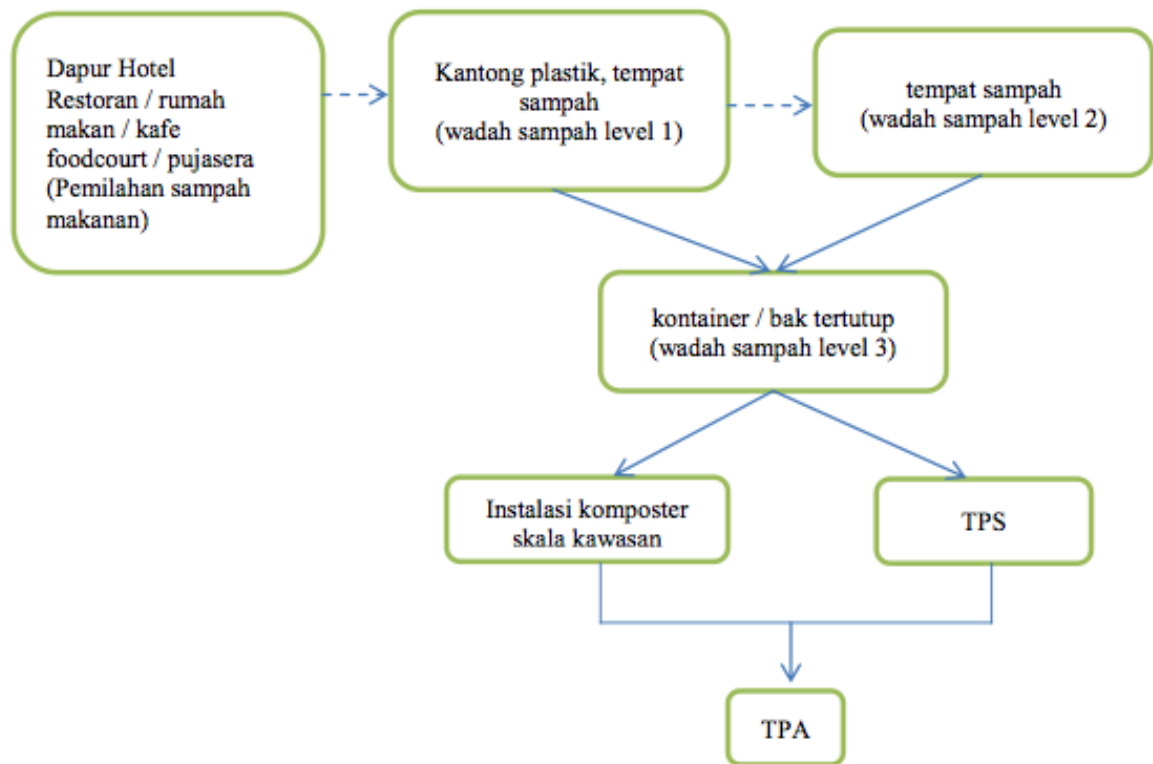 Dapur Hotel
Restoran / rumah
makan / kafe
foodcourt / pujasera
(Pemilahan sampah
makanan)
Kantong plastik, tempat
sampah
(wadah sampah level 1)
tempat sampah
(wadah sampah level 2)
kontainer / bak tertutup
(wadah sampah level 3)
Instalasi komposter
skala kawasan
TPS
TPA